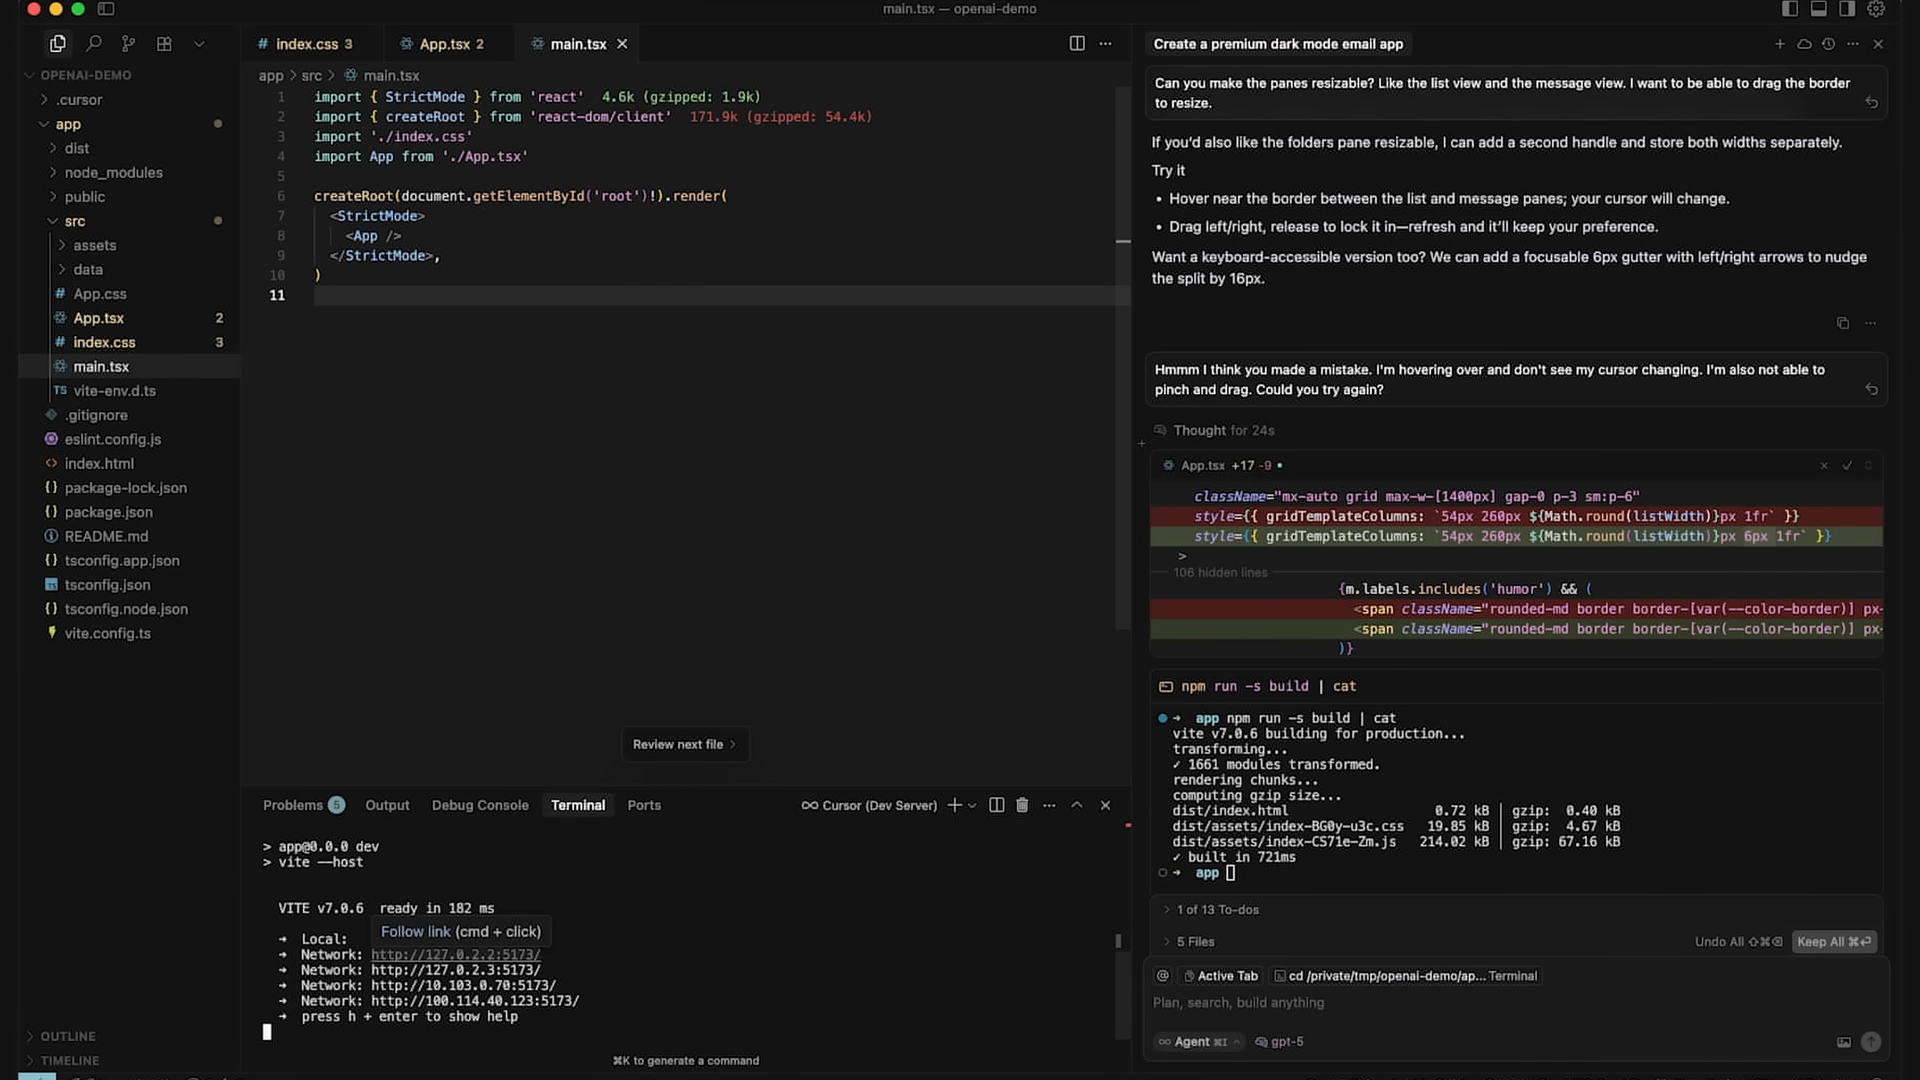 main.tsx — openai-demo
OPENAI-DEMO
.cursor
app
dist
node_modules
public
src
assets
data
# App.css
App.tsx 2
# index.css 3
main.tsx
TS vite-env.d.ts
.gitignore
eslint.config.js
<> index.html
{} package-lock.json
{} package.json
README.md
{} tsconfig.app.json
tsconfig.json
{} tsconfig.node.json
vite.config.ts
OUTLINE
TIMELINE
# index.css 3
App.tsx 2
main.tsx
app > src > main.tsx
1 import { StrictMode } from 'react' 4.6k (gzipped: 1.9k)
2 import { createRoot } from 'react-dom/client' 171.9k (gzipped: 54.4k)
3 import './index.css'
4 import App from './App.tsx'
5
6 createRoot(document.getElementById('root')!).render(
7 <StrictMode>
8 <App />
9 </StrictMode>,
10 )
11
Review next file >
Problems 5 Output Debug Console Terminal Ports
Cursor (Dev Server)
> app@0.0.0 dev
> vite --host
VITE v7.0.6 ready in 182 ms
Follow link (cmd + click)
➜ Local:
➜ Network: http://127.0.2.2:5173/
➜ Network: http://127.0.2.3:5173/
➜ Network: http://10.103.0.70:5173/
➜ Network: http://100.114.40.123:5173/
➜ press h + enter to show help
⌘K to generate a command
Create a premium dark mode email app
Can you make the panes resizable? Like the list view and the message view. I want to be able to drag the border
to resize.
If you'd also like the folders pane resizable, I can add a second handle and store both widths separately.
Try it
• Hover near the border between the list and message panes; your cursor will change.
• Drag left/right, release to lock it in—refresh and it'll keep your preference.
Want a keyboard-accessible version too? We can add a focusable 6px gutter with left/right arrows to nudge
the split by 16px.
Hmmm I think you made a mistake. I'm hovering over and don't see my cursor changing. I'm also not able to
pinch and drag. Could you try again?
Thought for 24s
App.tsx +17 -9 •
className="mx-auto grid max-w-[1400px] gap-0 p-3 sm:p-6"
style={{ gridTemplateColumns: `54px 260px ${Math.round(listWidth)}px 1fr` }}
style={{ gridTemplateColumns: `54px 260px ${Math.round(listWidth)}px 6px 1fr` }}
>
106 hidden lines
{m.labels.includes('humor') && (
<span className="rounded-md border border-[var(--color-border)] px-
<span className="rounded-md border border-[var(--color-border)] px-
)}
npm run -s build | cat
➜ app npm run -s build | cat
vite v7.0.6 building for production...
transforming...
✓ 1661 modules transformed.
rendering chunks...
computing gzip size...
dist/index.html 0.72 kB │ gzip: 0.40 kB
dist/assets/index-BG0y-u3c.css 19.85 kB │ gzip: 4.67 kB
dist/assets/index-CS71e-Zm.js 214.02 kB │ gzip: 67.16 kB
✓ built in 721ms
➜ app
> 1 of 13 To-dos
> 5 Files Undo All ⇧⌘⌫ Keep All ⌘⏎
@ Active Tab cd /private/tmp/openai-demo/ap... Terminal
Plan, search, build anything
∞ Agent ⌘I gpt-5